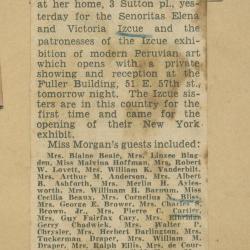 at her home, 3 Sutton pl., yes-
terday for the Senoritas Elena
and Victoria Izcue and the
patronesses of the Izcue exhi-
bition of modern Peruvian art
which opens with a private
showing and reception at the
Fuller Building, 51 E. 57th st.,
tomorrow night. The Izcue sis-
ters are in this country for the
first time and came for the
opening of their New York
exhibit.
Miss Morgan's guests included:
Mrs. Blaine Beale, Mrs. Linzee Blag-
den, Miss Malvina Hoffman, Mrs. Robert
W. Lovett, Mrs. William K. Vanderbilt,
Mrs. Arthur M. Anderson, Mrs. Albert
B. Ashforth, Mrs. Merlin H. Ayles-
worth, Mrs. William H. Barnum, Miss
Cecilia Beaux, Mrs. Cornelius N. Bliss,
Mrs. George E. Brower, Mrs. Charles S.
Brown, Jr., Mrs. Pierre C. Cartier,
Mrs. Guy Fairfax Cary, Mrs.
Gerry Chadwick, Mrs. Walter P.
Chrysler, Mrs. Herbert Darlington, Mrs.
Tuckerman Draper, Mrs. William
Draper, Mrs. Ralph Ellis, Mrs. de Cour-